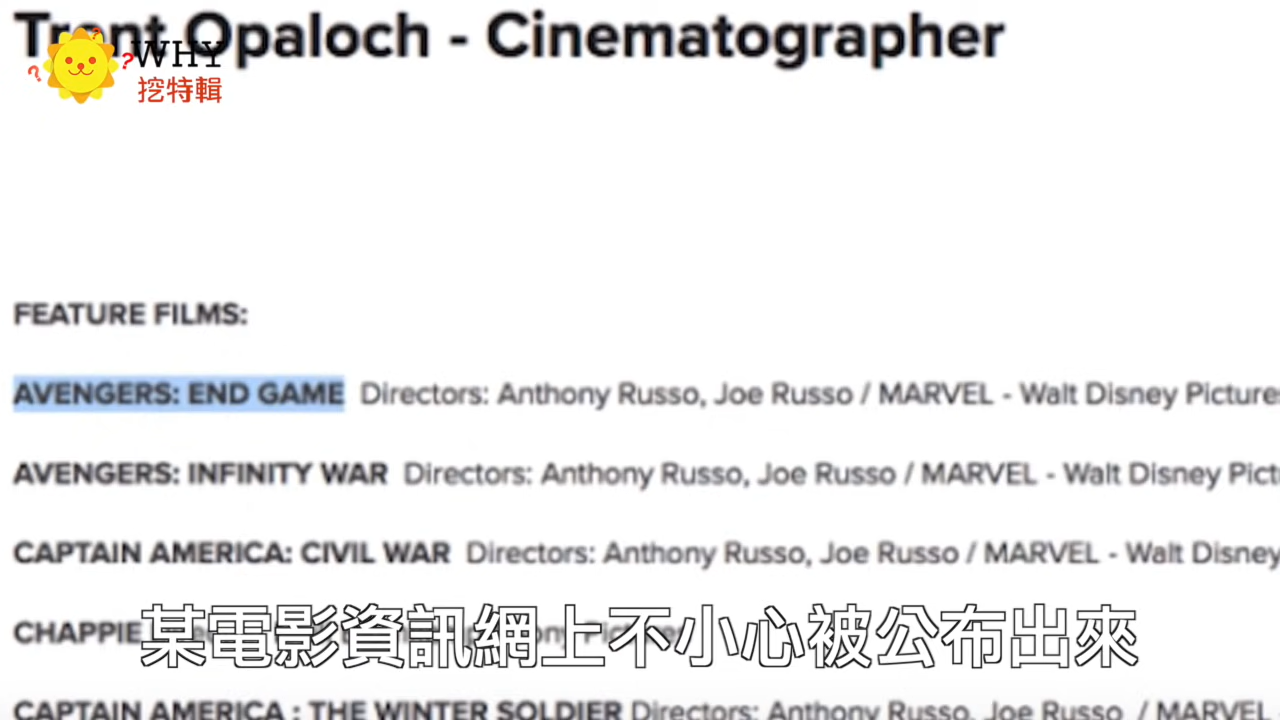 Trent Opaloch - Cinematographer
WHY
挖特輯
FEATURE FILMS:
AVENGERS: END GAME Directors: Anthony Russo, Joe Russo / MARVEL - Walt Disney Pictures
AVENGERS: INFINITY WAR Directors: Anthony Russo, Joe Russo / MARVEL - Walt Disney Pict
CAPTAIN AMERICA: CIVIL WAR Directors: Anthony Russo, Joe Russo / MARVEL - Walt Disney
CHAPPIE
某電影資訊網上不小心被公布出來
CAPTAIN AMERICA : THE WINTER SOLDIER Directors: Anthony Russo, Joe Russo / MARVEL